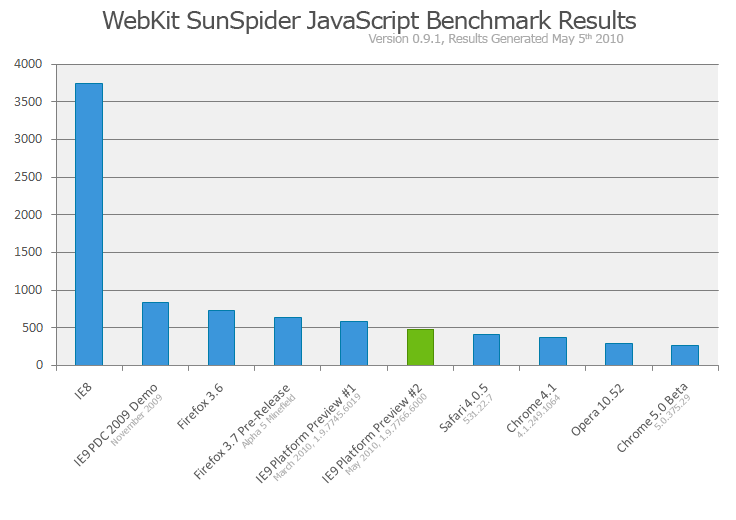 WebKit SunSpider JavaScript Benchmark Results
Version 0.9.1, Results Generated May 5th 2010
4000
3500
3000
2500
2000
1500
1000
500
0
IE8
IE9 PDC 2009 Demo
November 2009
Firefox 3.6
Firefox 3.7 Pre-Release
Alpha 5 Minefield
IE9 Platform Preview #1
March 2010, 1.9.7745.6019
IE9 Platform Preview #2
May 2010, 1.9.7766.6000
Safari 4.0.5
531.22.7
Chrome 4.1
4.1.249.1064
Opera 10.52
Chrome 5.0 Beta
5.0.375.29